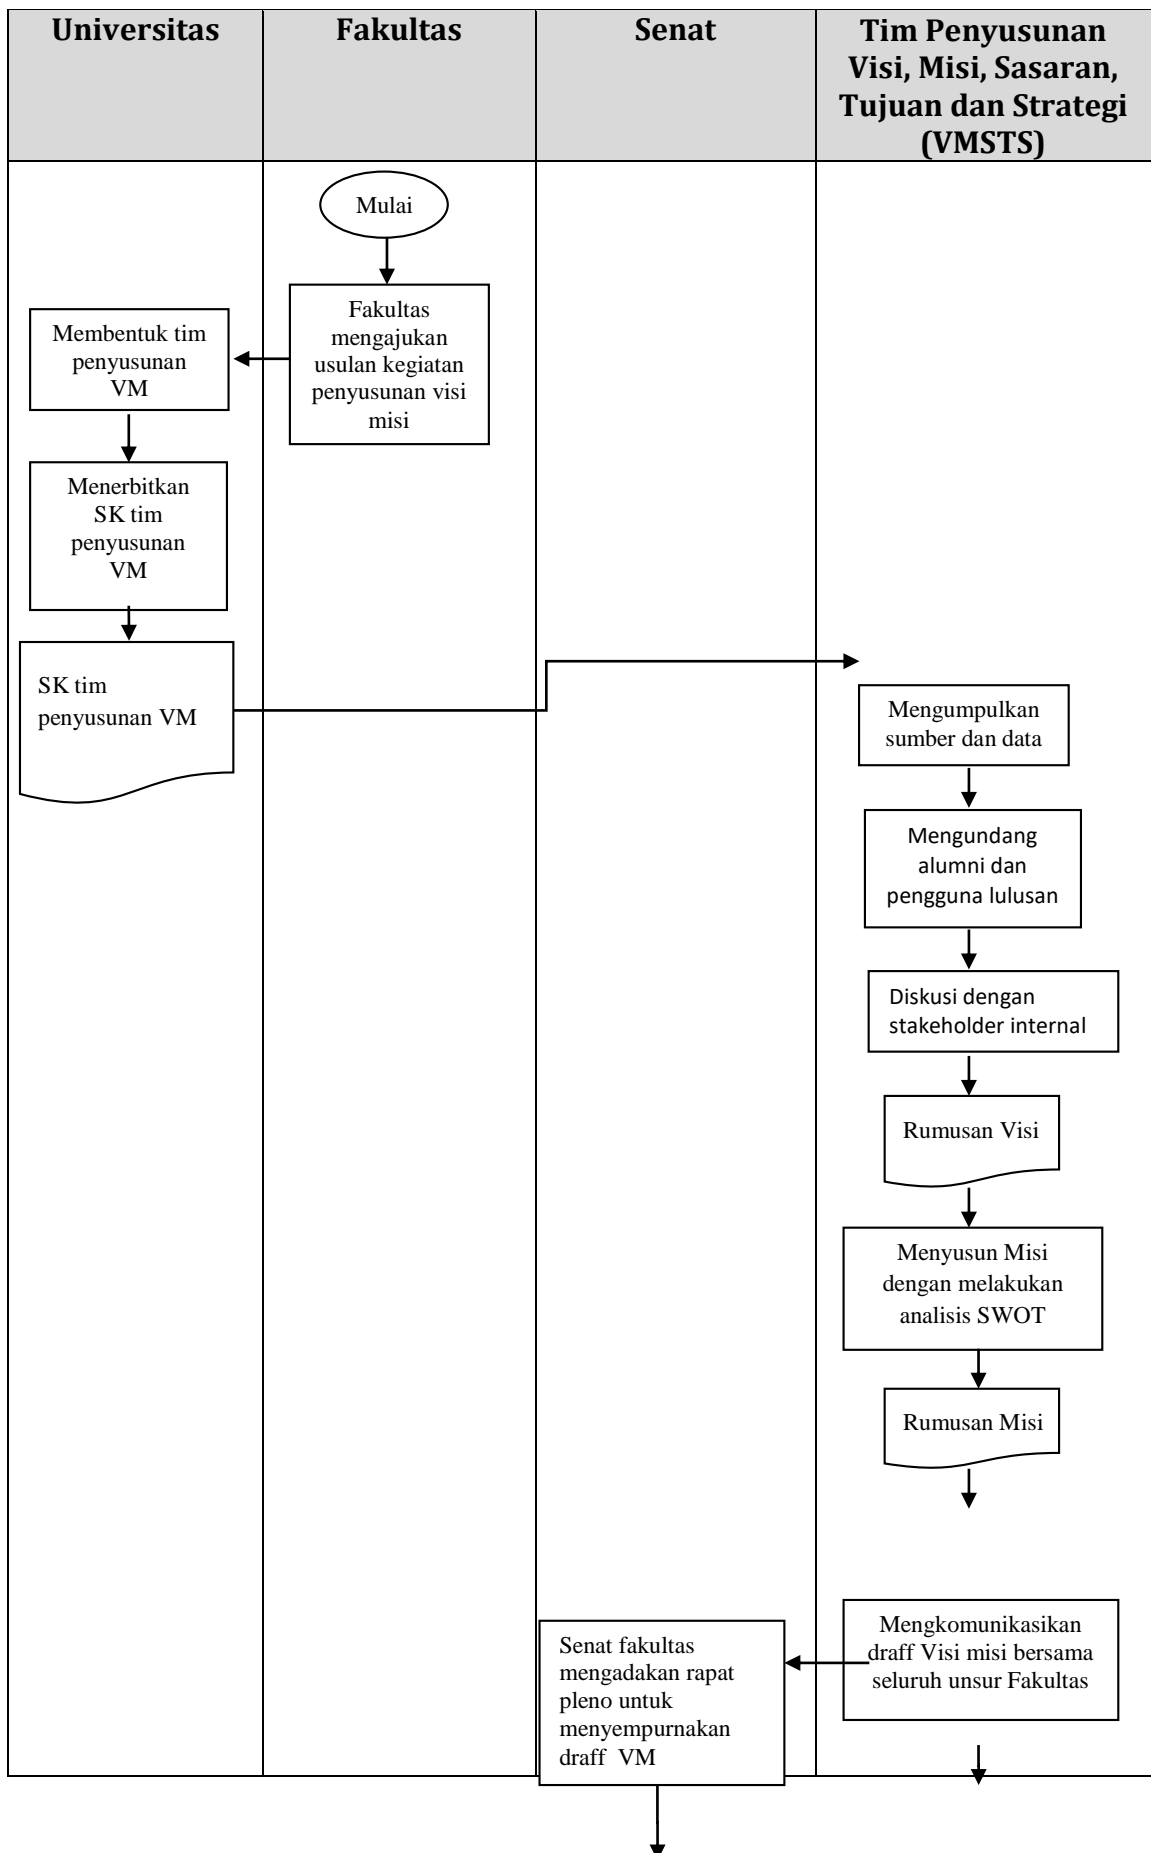 Universitas
Fakultas
Senat
Tim Penyusunan
Visi, Misi, Sasaran,
Tujuan dan Strategi
(VMSTS)
Mulai
Fakultas
mengajukan
usulan kegiatan
penyusunan visi
misi
Membentuk tim
penyusunan
VM
Menerbitkan
SK tim
penyusunan
VM
SK tim
penyusunan VM
Mengumpulkan
sumber dan data
Mengundang
alumni dan
pengguna lulusan
Diskusi dengan
stakeholder internal
Rumusan Visi
Menyusun Misi
dengan melakukan
analisis SWOT
Rumusan Misi
Mengkomunikasikan
draff Visi misi bersama
seluruh unsur Fakultas
Senat fakultas
mengadakan rapat
pleno untuk
menyempurnakan
draff VM